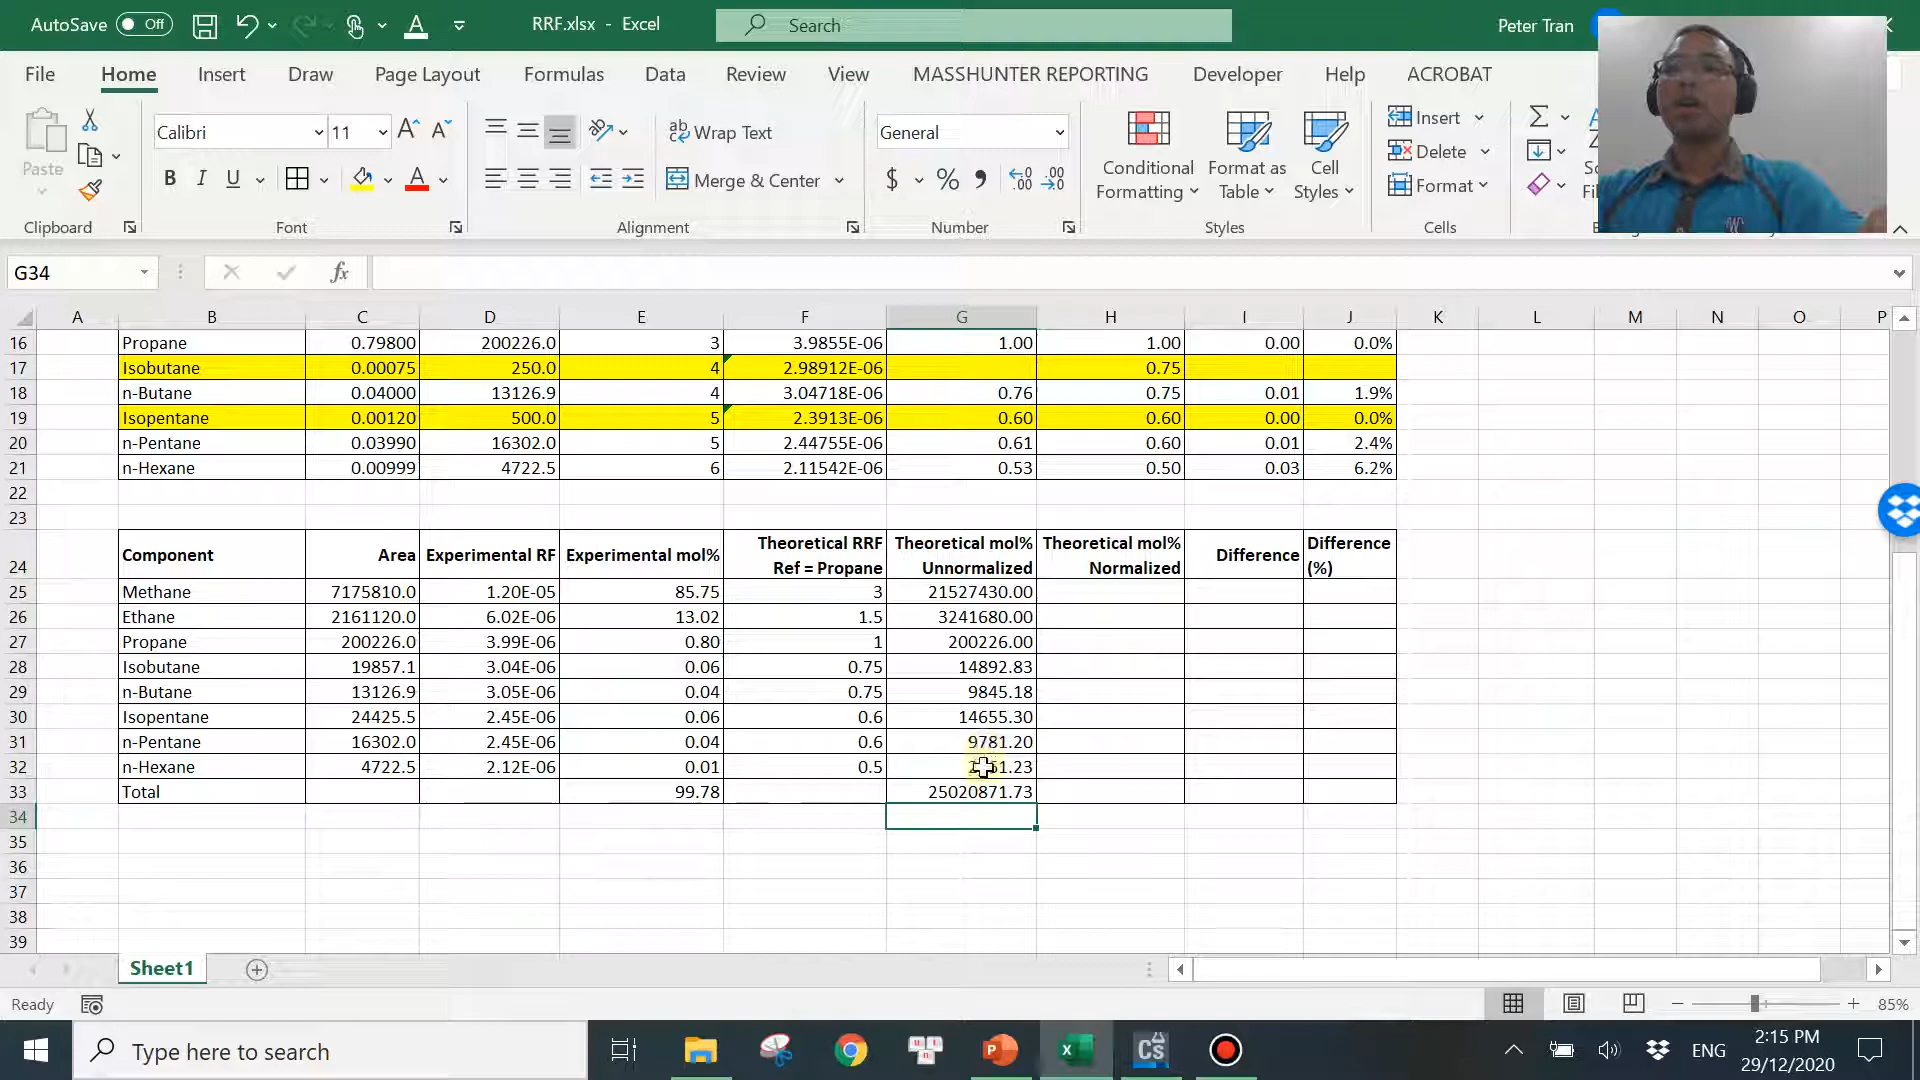 AutoSave Off RRF.xlsx - Excel Search Peter Tran
File Home Insert Draw Page Layout Formulas Data Review View MASSHUNTER REPORTING Developer Help ACROBAT
Paste
Clipboard
Calibri 11
B I U
Font
Wrap Text
Merge & Center
Alignment
General
$ % ,
Number
Conditional Formatting
Format as Table
Cell Styles
Styles
Insert
Delete
Format
Cells
G34 fx
A B C D E F G H I J K L M N O P
16 Propane 0.79800 200226.0 3 3.9855E-06 1.00 1.00 0.00 0.0%
17 Isobutane 0.00075 250.0 4 2.98912E-06 0.75
18 n-Butane 0.04000 13126.9 4 3.04718E-06 0.76 0.75 0.01 1.9%
19 Isopentane 0.00120 500.0 5 2.3913E-06 0.60 0.60 0.00 0.0%
20 n-Pentane 0.03990 16302.0 5 2.44755E-06 0.61 0.60 0.01 2.4%
21 n-Hexane 0.00999 4722.5 6 2.11542E-06 0.53 0.50 0.03 6.2%
22
23
24 Component Area Experimental RF Experimental mol% Theoretical RRF Ref = Propane Theoretical mol% Unnormalized Theoretical mol% Normalized Difference Difference (%)
25 Methane 7175810.0 1.20E-05 85.75 3 21527430.00
26 Ethane 2161120.0 6.02E-06 13.02 1.5 3241680.00
27 Propane 200226.0 3.99E-06 0.80 1 200226.00
28 Isobutane 19857.1 3.04E-06 0.06 0.75 14892.83
29 n-Butane 13126.9 3.05E-06 0.04 0.75 9845.18
30 Isopentane 24425.5 2.45E-06 0.06 0.6 14655.30
31 n-Pentane 16302.0 2.45E-06 0.04 0.6 9781.20
32 n-Hexane 4722.5 2.12E-06 0.01 0.5
33 Total 99.78 25020871.73
34
35
36
37
38
39
Sheet1
Ready 85%
Type here to search ENG 2:15 PM
29/12/2020